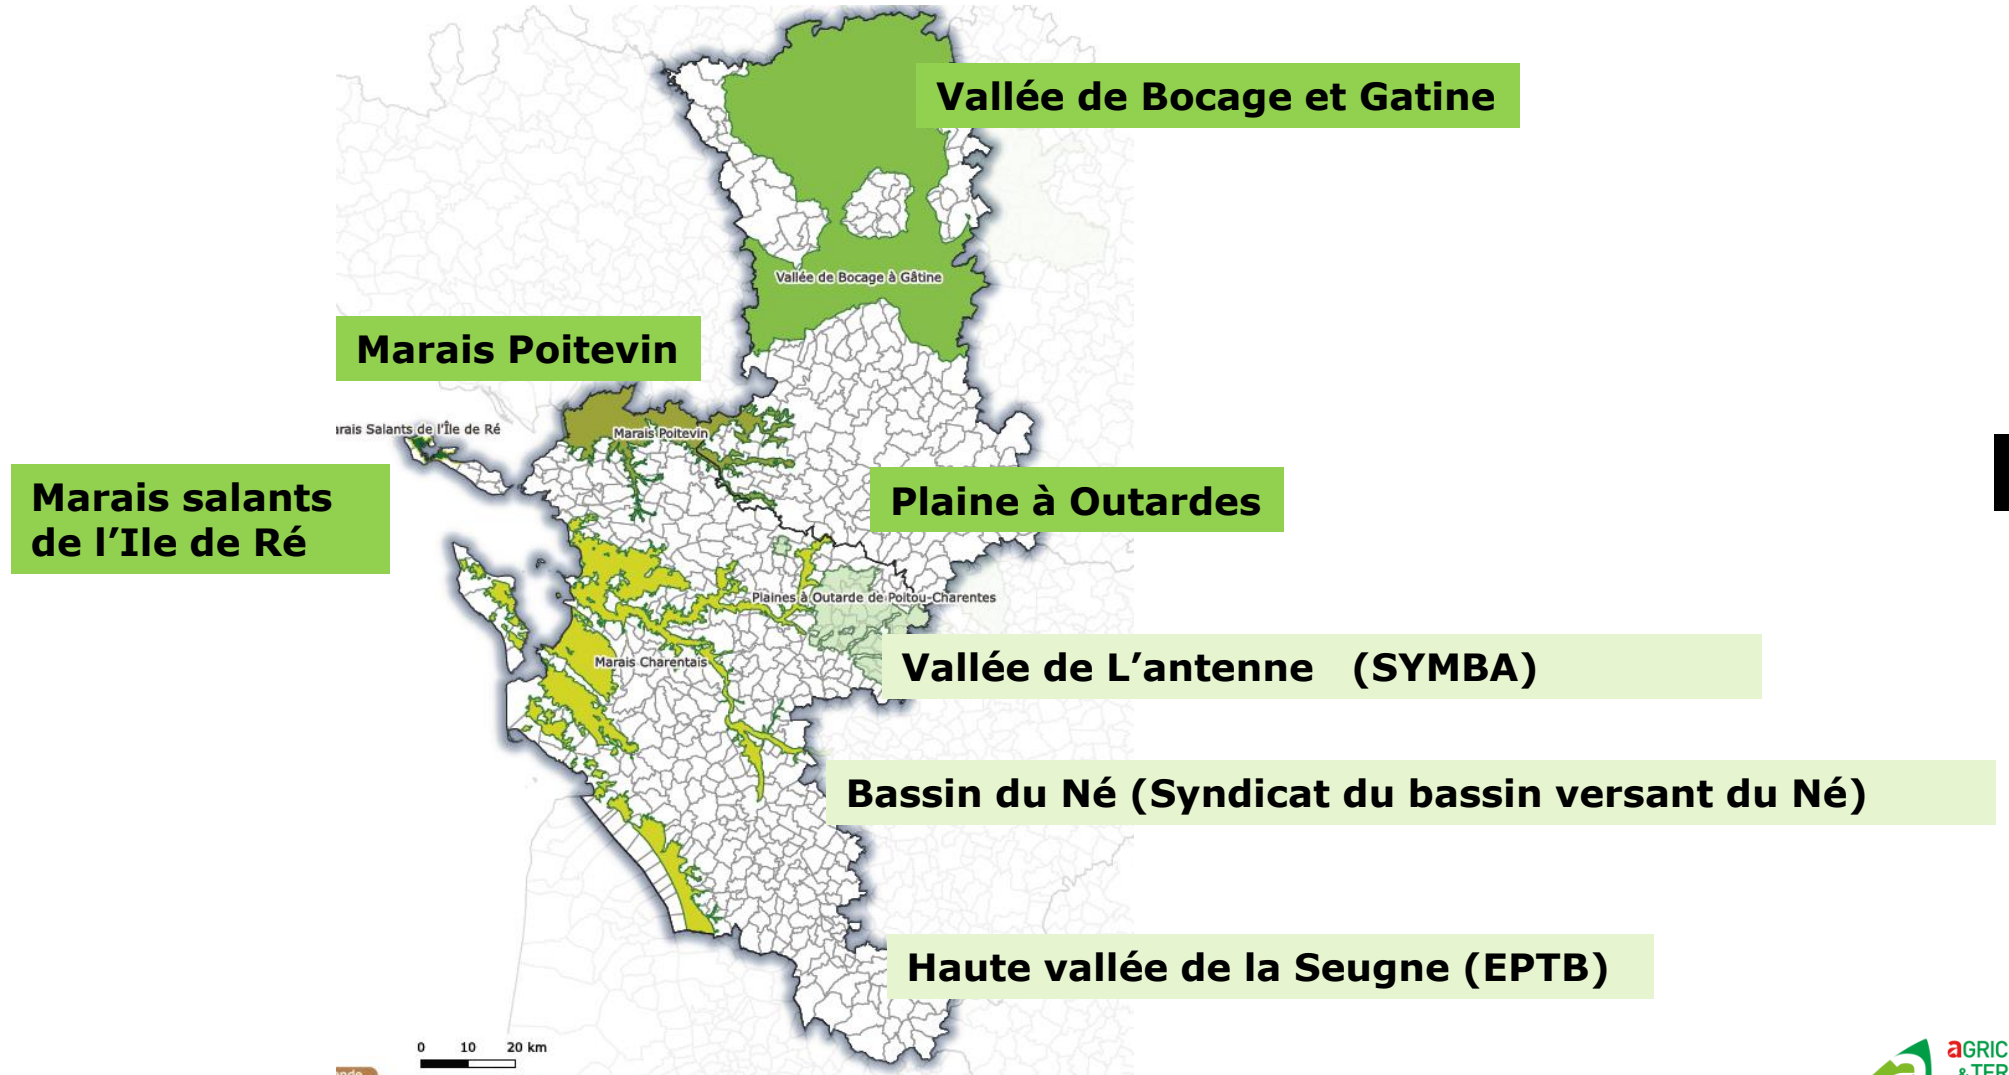 Vallée de Bocage et Gatine
Vallée de Bocage à Gâtine
Marais Poitevin
arais Salants de l'Île de Ré
Marais Poitevin
Marais salants
de l'Ile de Ré
Plaine à Outardes
Plaines à Outarde de Poitou-Charentes
Marais Charentais
Vallée de L'antenne (SYMBA)
Bassin du Né (Syndicat du bassin versant du Né)
Haute vallée de la Seugne (EPTB)
0 10 20 km
aGRIC
& TER